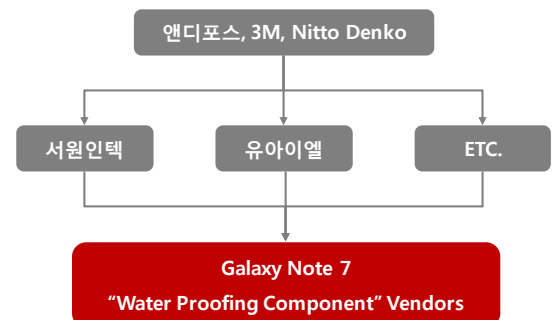 앤디포스, 3M, Nitto Denko
서원인텍
유아이엘
ETC.
Galaxy Note 7
“Water Proofing Component” Vendors